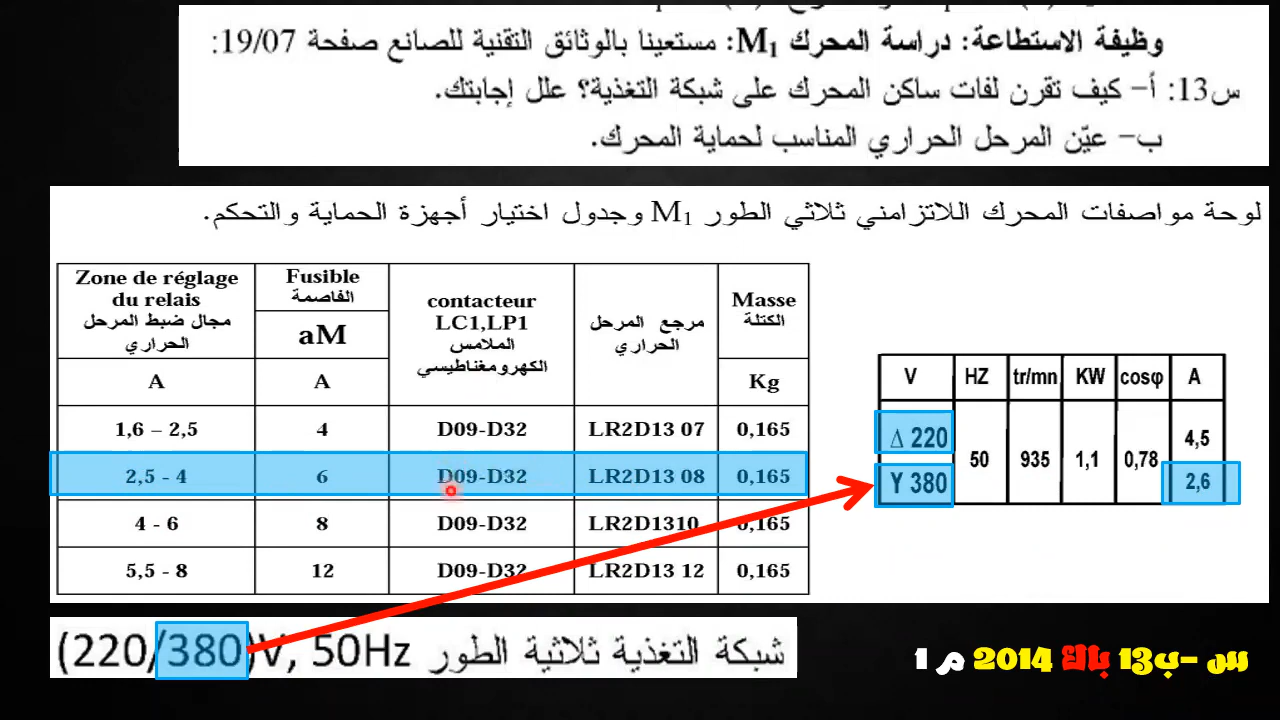 وظيفة الاستطاعة: دراسة المحرك M1: مستعينا بالوثائق التقنية للصانع صفحة 19/07:
س13: أ- كيف تقرن لفات ساكن المحرك على شبكة التغذية؟ علل إجابتك.
ب- عيّن المرحل الحراري المناسب لحماية المحرك.
لوحة مواصفات المحرك اللاتزامني ثلاثي الطور M1 وجدول اختيار أجهزة الحماية والتحكم.
Zone de réglage du relais مجال ضبط المرحل الحراري | Fusible الفاصمة aM | contacteur LC1,LP1 الملامس الكهرومغناطيسي | مرجع المرحل الحراري | Masse الكتلة
A | A | Kg
1,6 – 2,5 | 4 | D09-D32 | LR2D13 07 | 0,165
2,5 - 4 | 6 | D09-D32 | LR2D13 08 | 0,165
4 - 6 | 8 | D09-D32 | LR2D1310 | 0,165
5,5 - 8 | 12 | D09-D32 | LR2D13 12 | 0,165
V | HZ | tr/mn | KW | cosφ | A
Δ 220 | 50 | 935 | 1,1 | 0,78 | 4,5
Y 380 | 2,6
شبكة التغذية ثلاثية الطور (220/380)V, 50Hz
س –ب13 باك 2014 م 1